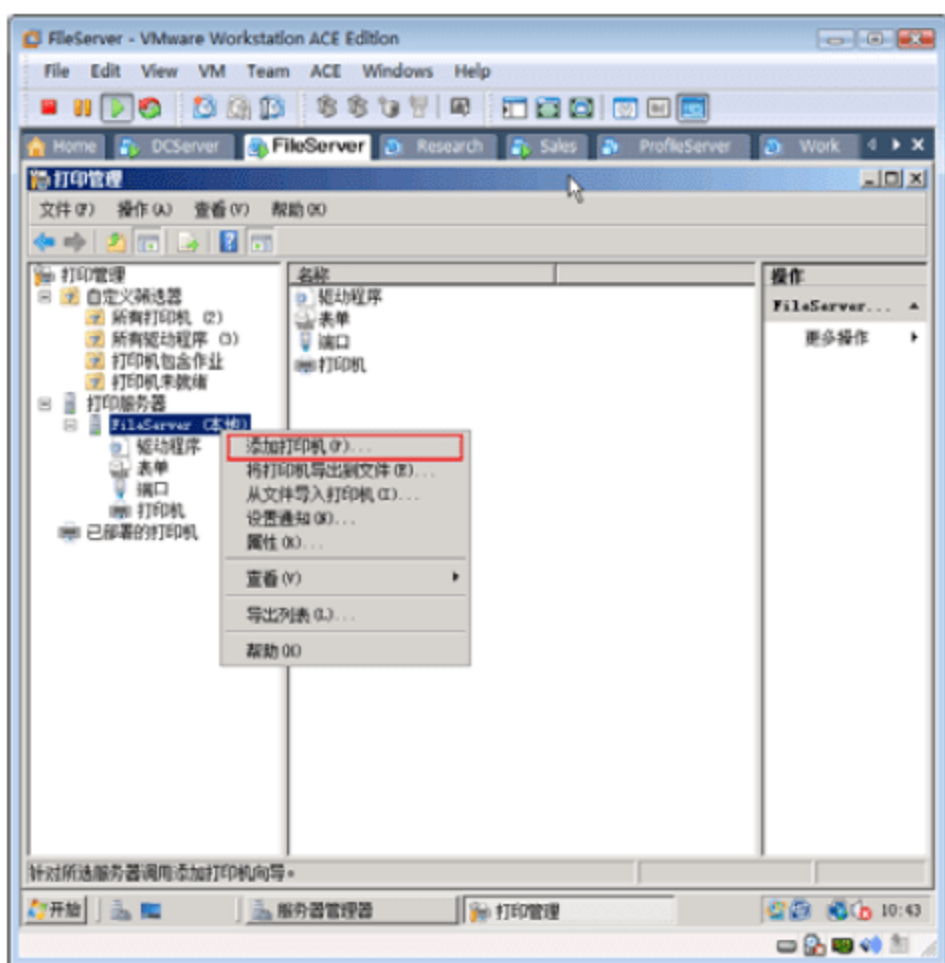 FileServer - VMware Workstation ACE Edition
File Edit View VM Team ACE Windows Help
Home DCServer FileServer Research Sales ProfileServer Work
打印管理
文件(F) 操作(A) 查看(V) 帮助(H)
打印管理
自定义筛选器
所有打印机 (2)
所有驱动程序 (3)
打印机包含作业
打印机未就绪
打印服务器
FileServer (本地)
驱动程序
表单
端口
打印机
已部署的打印机
名称
驱动程序
表单
端口
打印机
操作
FileServer...
更多操作
添加打印机(P)...
将打印机导出到文件(E)...
从文件导入打印机(I)...
设置通知(N)...
属性(R)...
查看(V)
导出列表(L)...
帮助(H)
针对所选服务器调用添加打印机向导。
开始 服务器管理器 打印管理 10:43